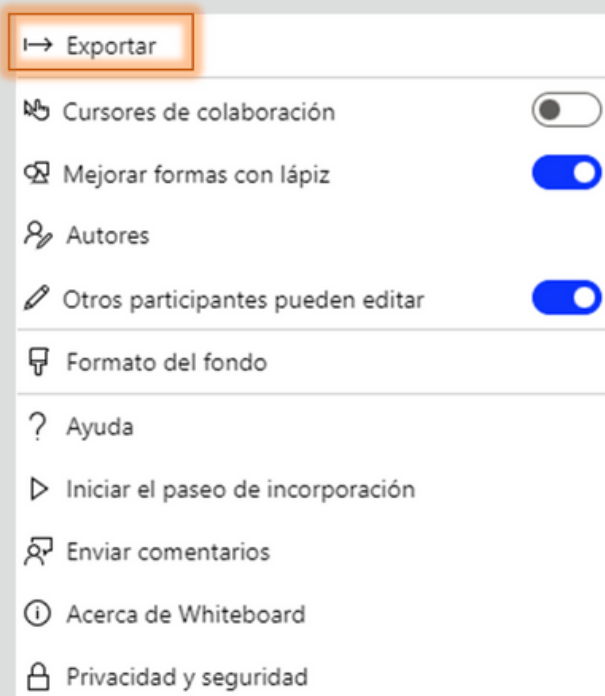 Exportar
Cursores de colaboración
Mejorar formas con lápiz
Autores
Otros participantes pueden editar
Formato del fondo
Ayuda
Iniciar el paseo de incorporación
Enviar comentarios
Acerca de Whiteboard
Privacidad y seguridad